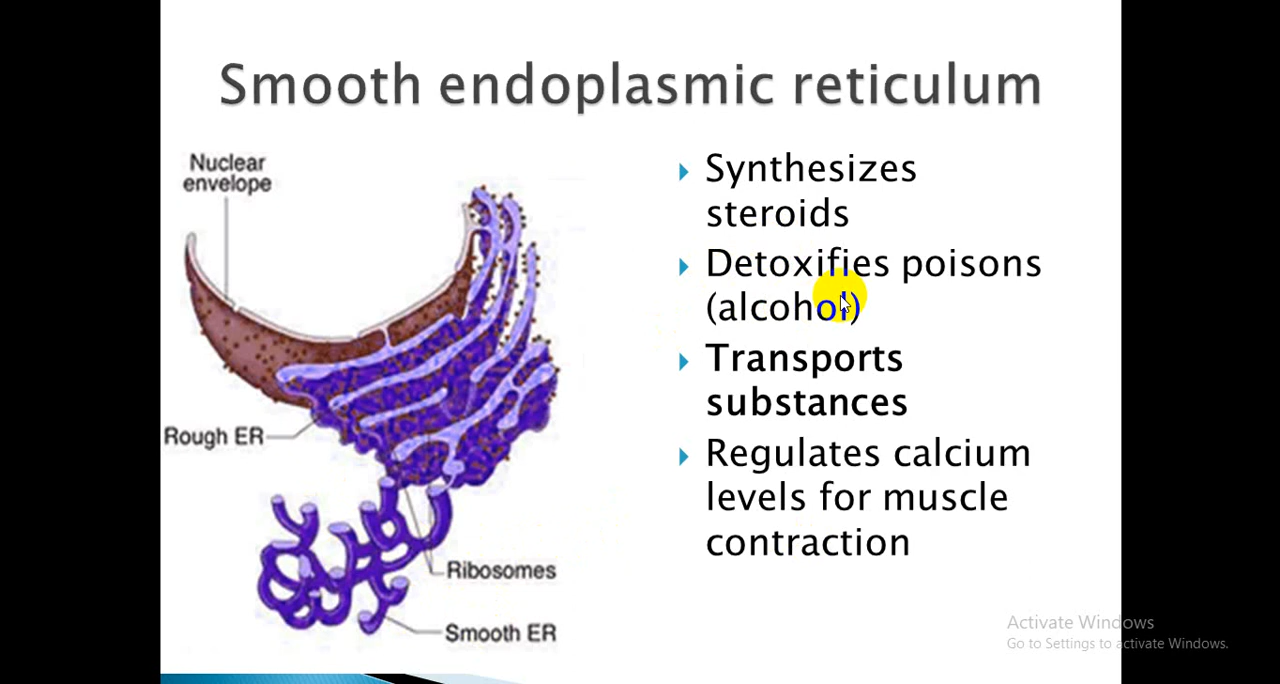 Smooth endoplasmic reticulum
Nuclear
envelope
Rough ER
Ribosomes
Smooth ER
Synthesizes
steroids
Detoxifies poisons
(alcohol)
Transports
substances
Regulates calcium
levels for muscle
contraction
Activate Windows
Go to Settings to activate Windows.